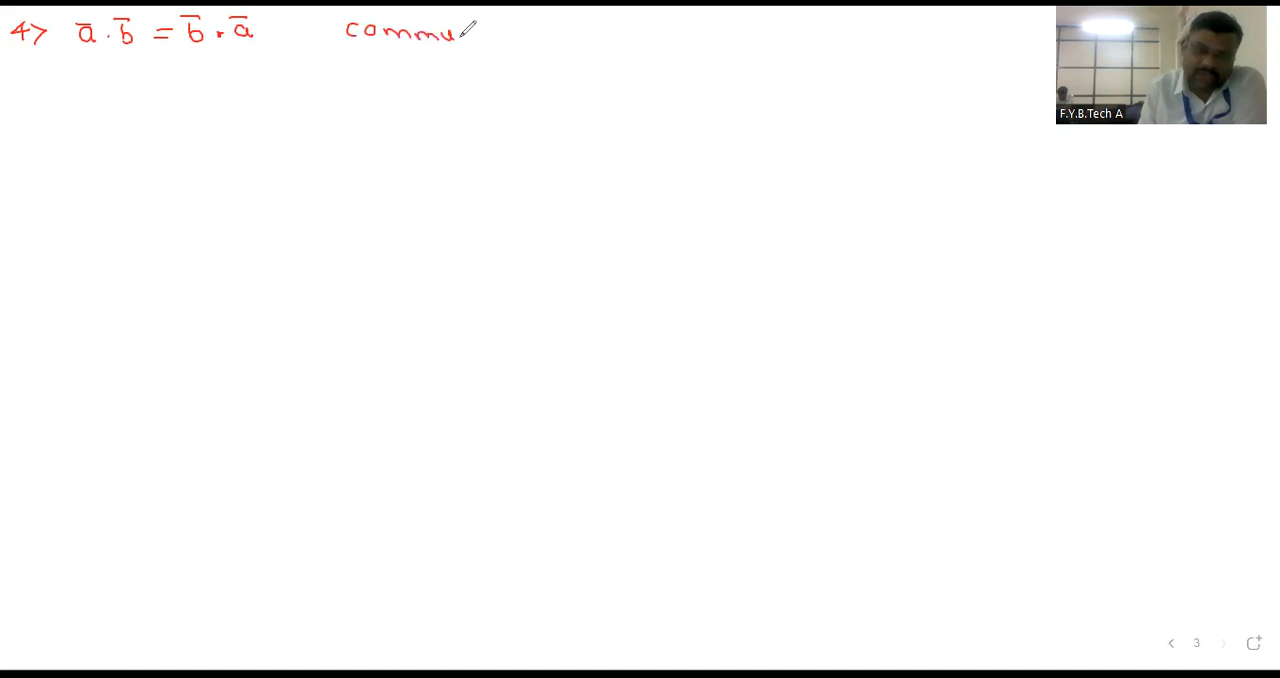 4> a̅ . b̅ = b̅ . a̅ commu
F.Y.B.Tech A
3